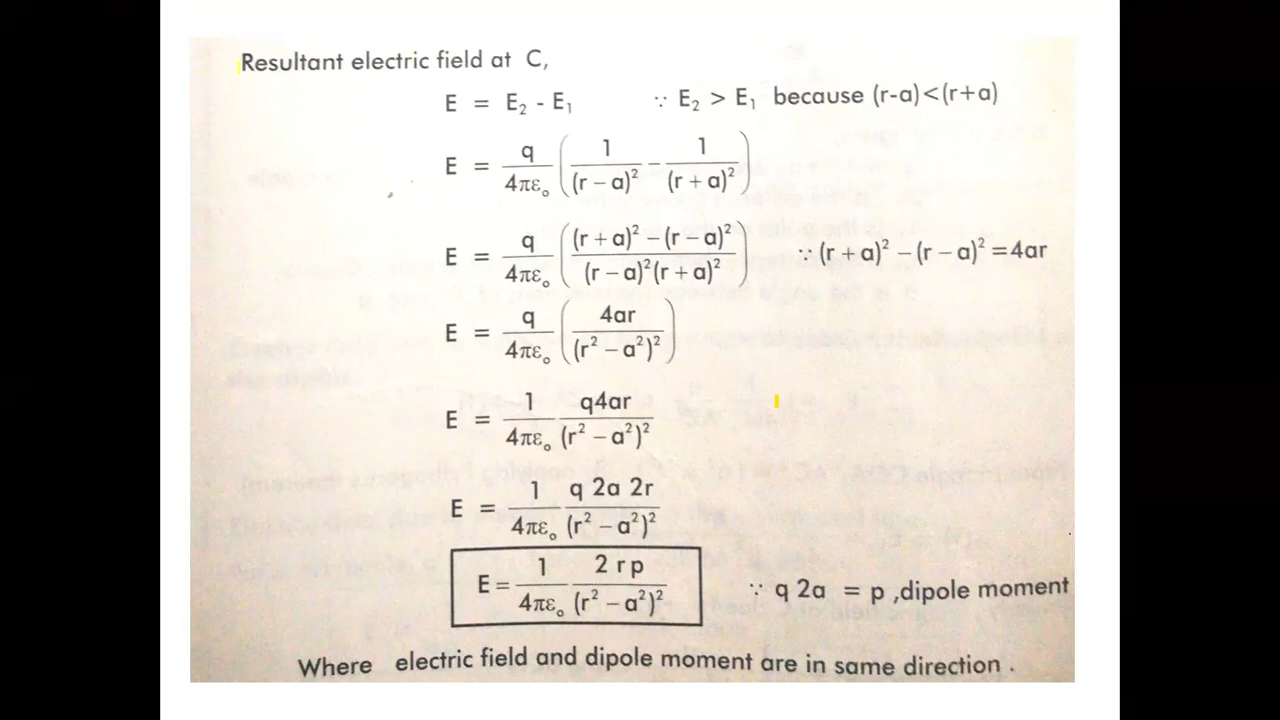 Resultant electric field at C,
E = E₂ - E₁ ∵ E₂ > E₁ because (r-a)<(r+a)
E = q/4πε₀ (1/(r – a)² – 1/(r + a)²)
E = q/4πε₀ ((r + a)² – (r – a)²/(r – a)²(r + a)²) ∵ (r + a)² – (r – a)² = 4ar
E = q/4πε₀ (4ar/(r² – a²)²)
E = 1/4πε₀ q4ar/(r² – a²)²
E = 1/4πε₀ q 2a 2r/(r² – a²)²
E = 1/4πε₀ 2 r p/(r² – a²)² ∵ q 2a = p ,dipole moment
Where electric field and dipole moment are in same direction .